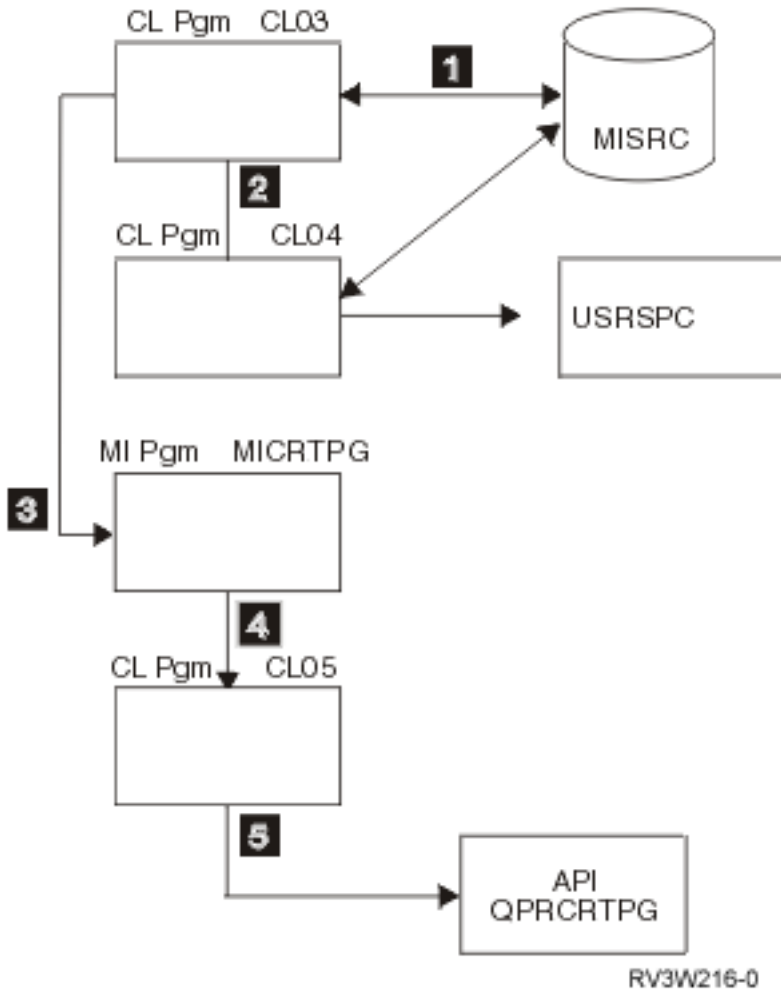 CL Pgm CL03
1
MISRC
2
CL Pgm CL04
USRSPC
MI Pgm MICRTPG
3
4
CL Pgm CL05
5
API
QPRCRTPG
RV3W216-0